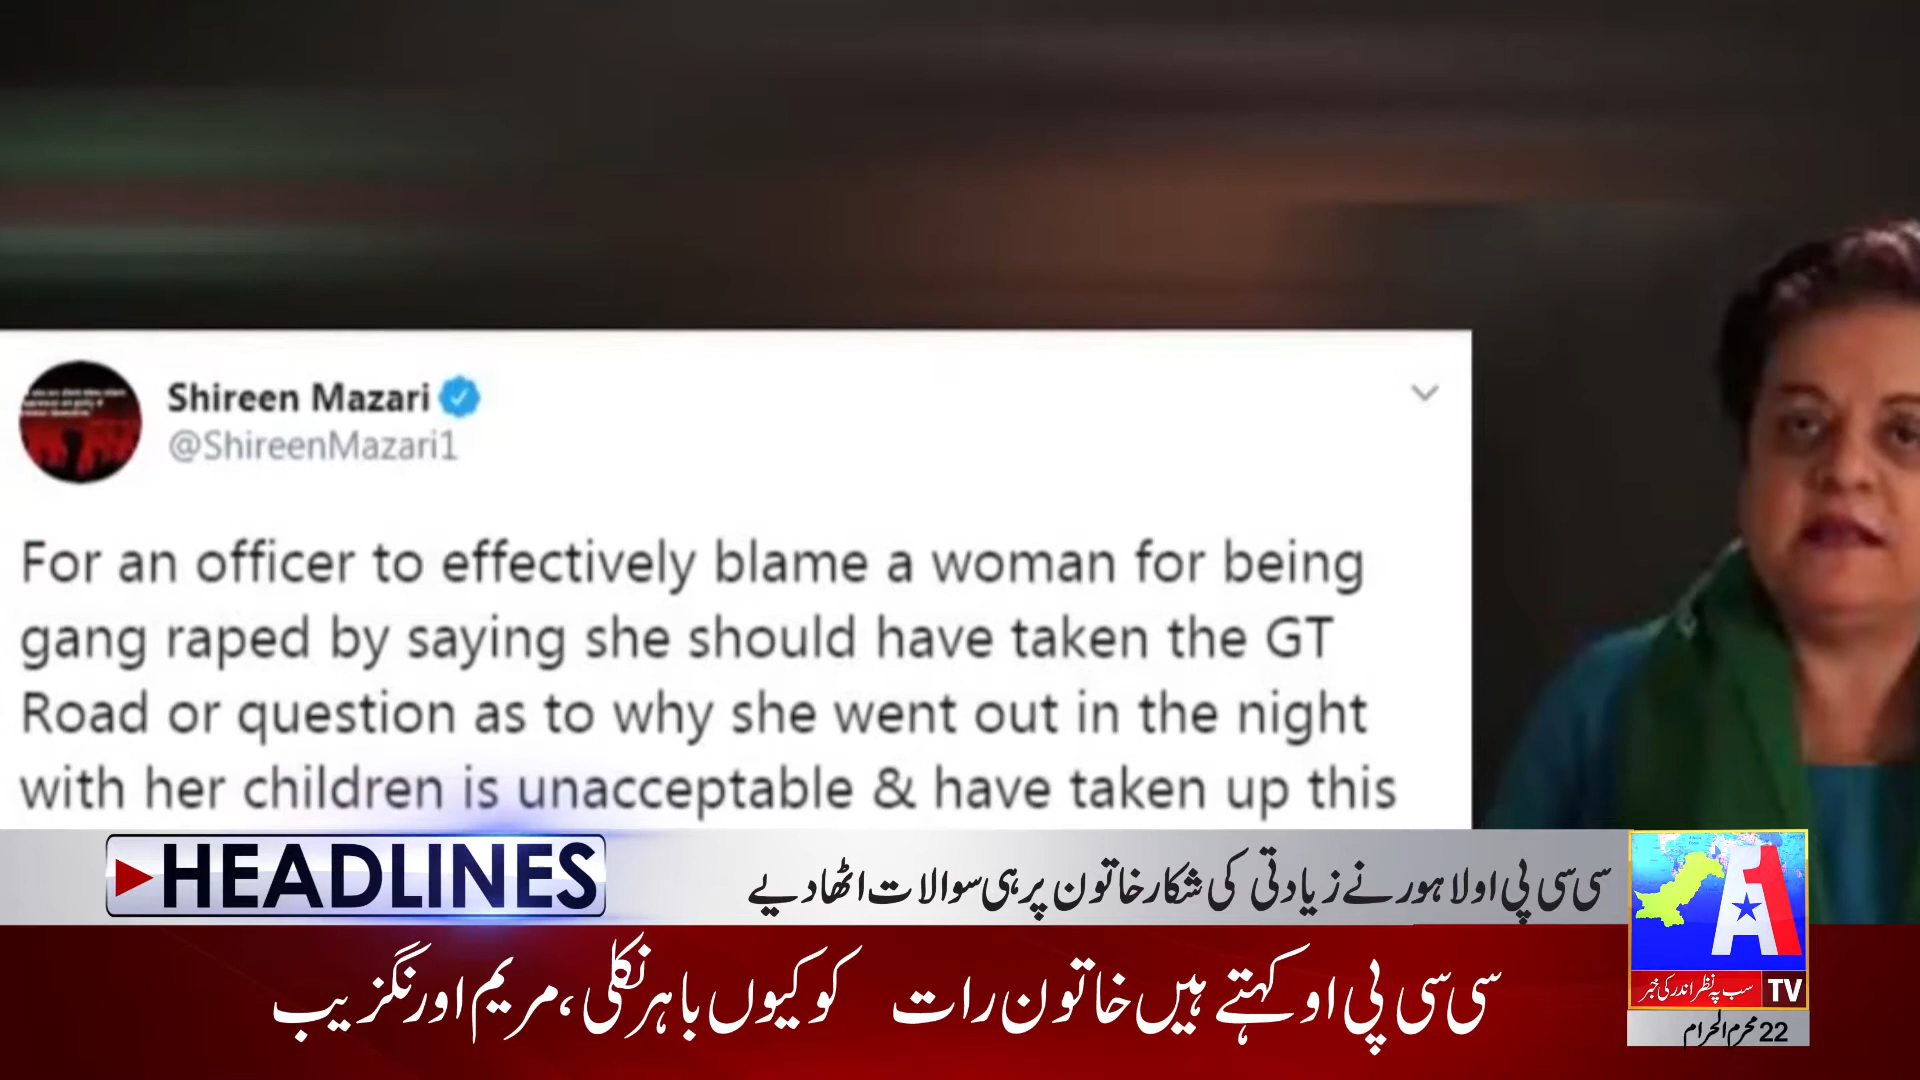 Shireen Mazari
@ShireenMazari1
For an officer to effectively blame a woman for being
gang raped by saying she should have taken the GT
Road or question as to why she went out in the night
with her children is unacceptable & have taken up this
HEADLINES
سی سی پی او لاہور نے زیادتی کی شکار خاتون پر ہی سوالات اٹھا دیے
سی سی پی او کہتے ہیں خاتون رات کو کیوں باہر نکلی، مریم اورنگزیب
A1
سب پہ نظر اندر کی خبر TV
22 محرم الحرام